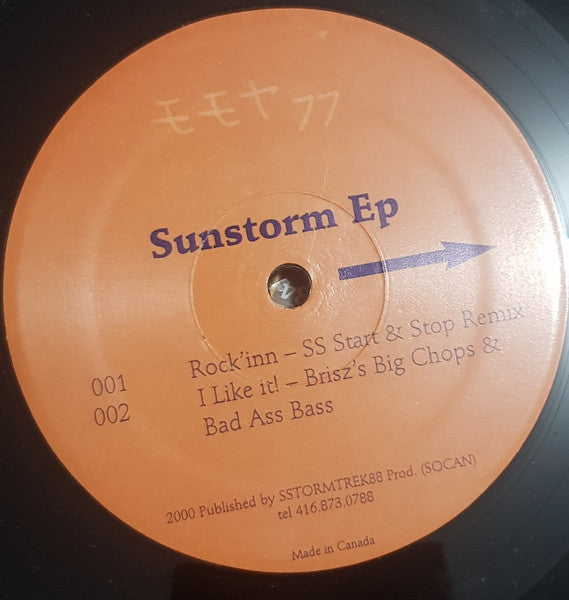 モモヤ77
Sunstorm Ep
001 Rock'inn – SS Start & Stop Remix
002 I Like it! – Brisz's Big Chops &
Bad Ass Bass
2000 Published by SSTORMTREK88 Prod. (SOCAN)
tel 416.873.0788
Made in Canada